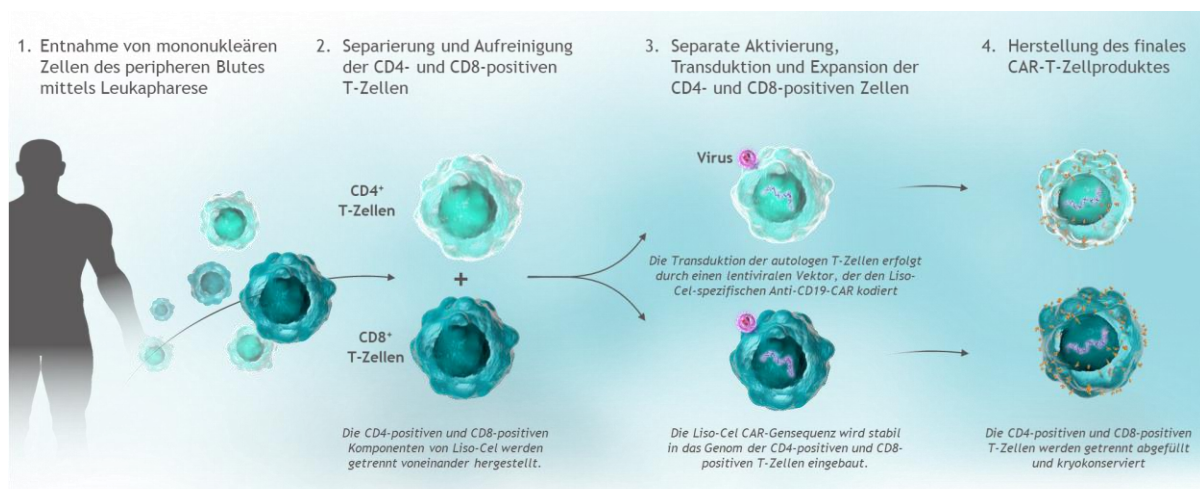 1. Entnahme von mononukleären
Zellen des peripheren Blutes
mittels Leukapharese
2. Separierung und Aufreinigung
der CD4- und CD8-positiven
T-Zellen
3. Separate Aktivierung,
Transduktion und Expansion der
CD4- und CD8-positiven Zellen
4. Herstellung des finales
CAR-T-Zellproduktes
CD4⁺
T-Zellen
+
CD8⁺
T-Zellen
Die CD4-positiven und CD8-positiven
Komponenten von Liso-Cel werden
getrennt voneinander hergestellt.
Virus
Die Transduktion der autologen T-Zellen erfolgt
durch einen lentiviralen Vektor, der den Liso-
Cel-spezifischen Anti-CD19-CAR kodiert
Die Liso-Cel CAR-Gensequenz wird stabil
in das Genom der CD4-positiven und CD8-
positiven T-Zellen eingebaut.
Die CD4-positiven und CD8-positiven
T-Zellen werden getrennt abgefüllt
und kryokonserviert